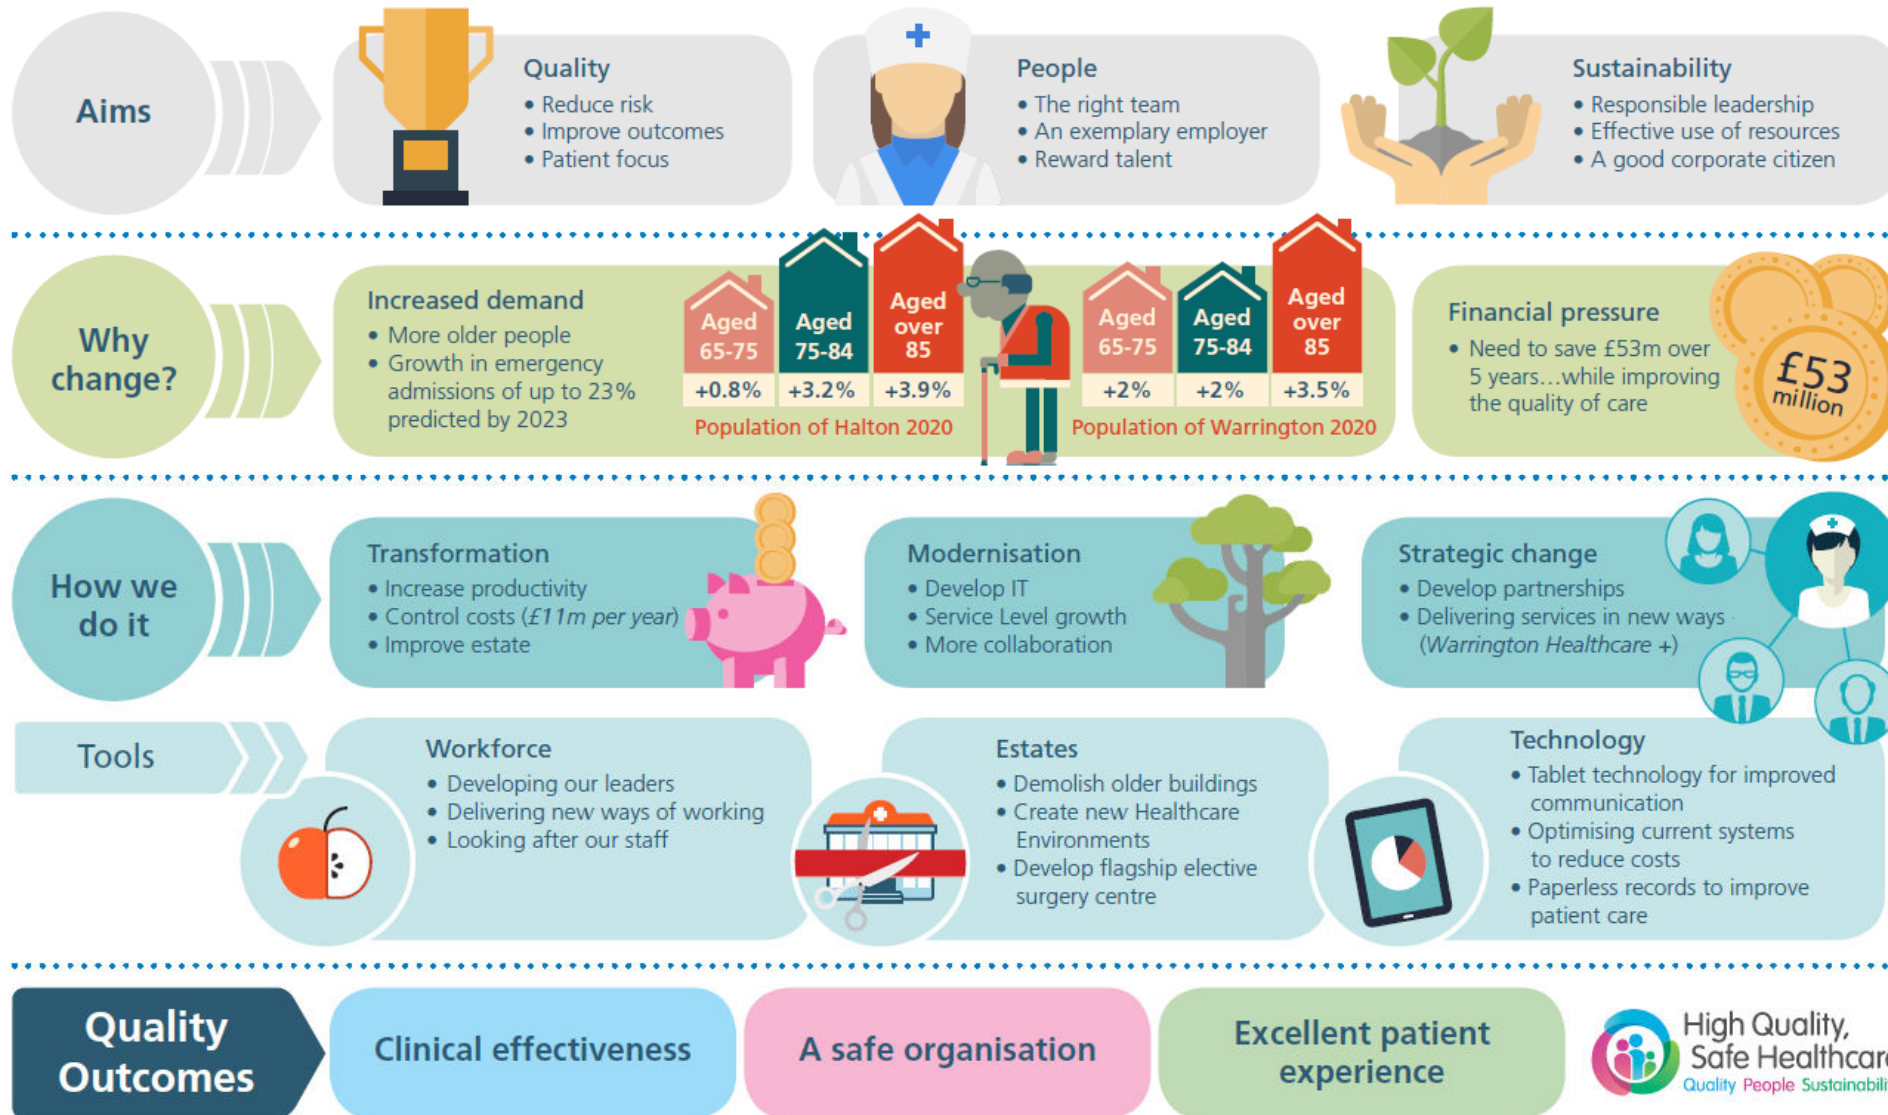 Aims
Quality
• Reduce risk
• Improve outcomes
• Patient focus
People
• The right team
• An exemplary employer
• Reward talent
Sustainability
• Responsible leadership
• Effective use of resources
• A good corporate citizen
Why
change?
Increased demand
• More older people
• Growth in emergency
admissions of up to 23%
predicted by 2023
Aged
65-75
+0.8%
Aged
75-84
+3.2%
Aged
over
85
+3.9%
Population of Halton 2020
Aged
65-75
+2%
Aged
75-84
+2%
Aged
over
85
+3.5%
Population of Warrington 2020
Financial pressure
• Need to save £53m over
5 years...while improving
the quality of care
£53
million
How we
do it
Transformation
• Increase productivity
• Control costs (£11m per year)
• Improve estate
Modernisation
• Develop IT
• Service Level growth
• More collaboration
Strategic change
• Develop partnerships
• Delivering services in new ways
(Warrington Healthcare +)
Tools
Workforce
• Developing our leaders
• Delivering new ways of working
• Looking after our staff
Estates
• Demolish older buildings
• Create new Healthcare
Environments
• Develop flagship elective
surgery centre
Technology
• Tablet technology for improved
communication
• Optimising current systems
to reduce costs
• Paperless records to improve
patient care
Quality
Outcomes
Clinical effectiveness
A safe organisation
Excellent patient
experience
High Quality,
Safe Healthcare
Quality People Sustainabili